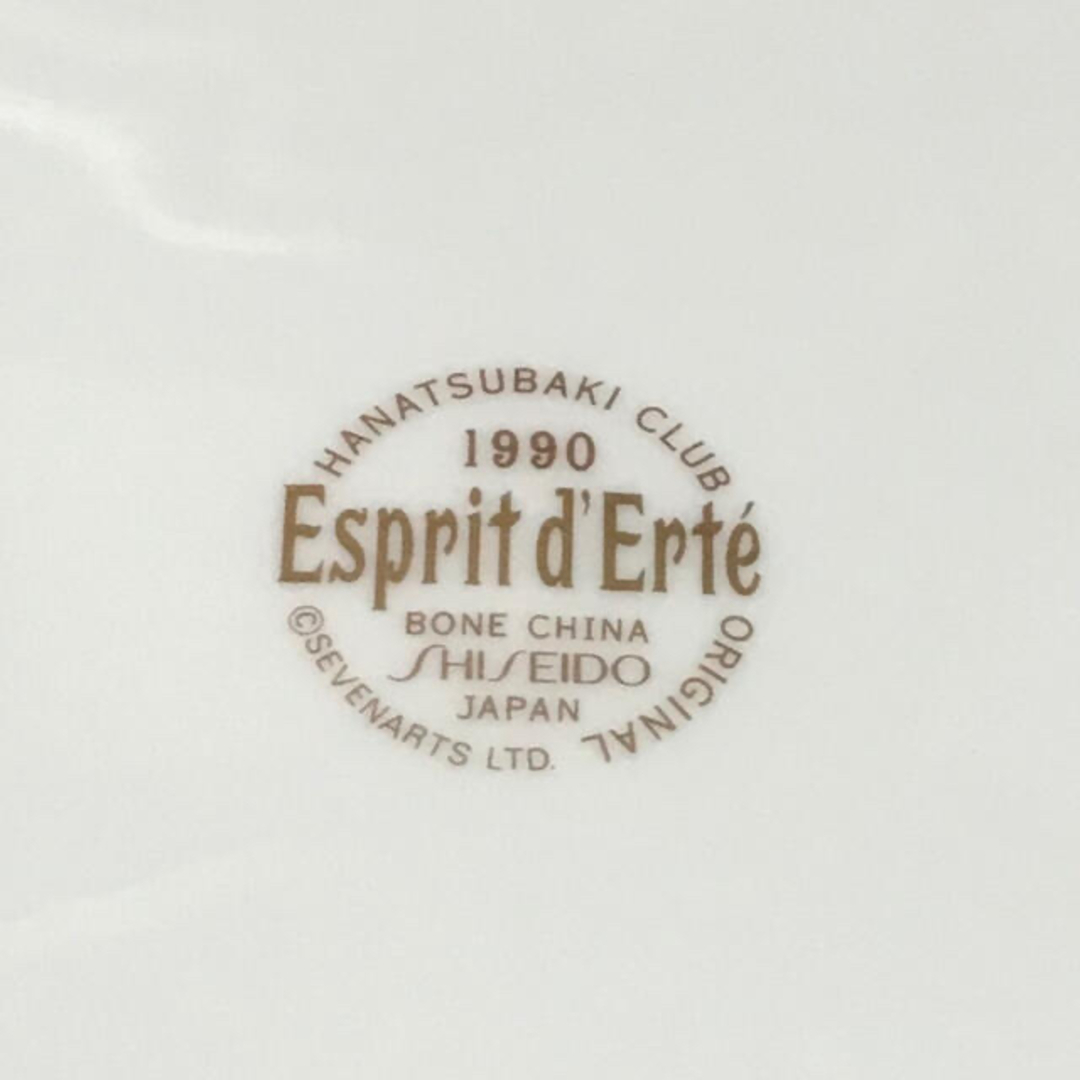 HANATSUBAKI CLUB ORIGINAL
1990
Esprit d'Erté
BONE CHINA
SHISEIDO
JAPAN
©SEVENARTS LTD.